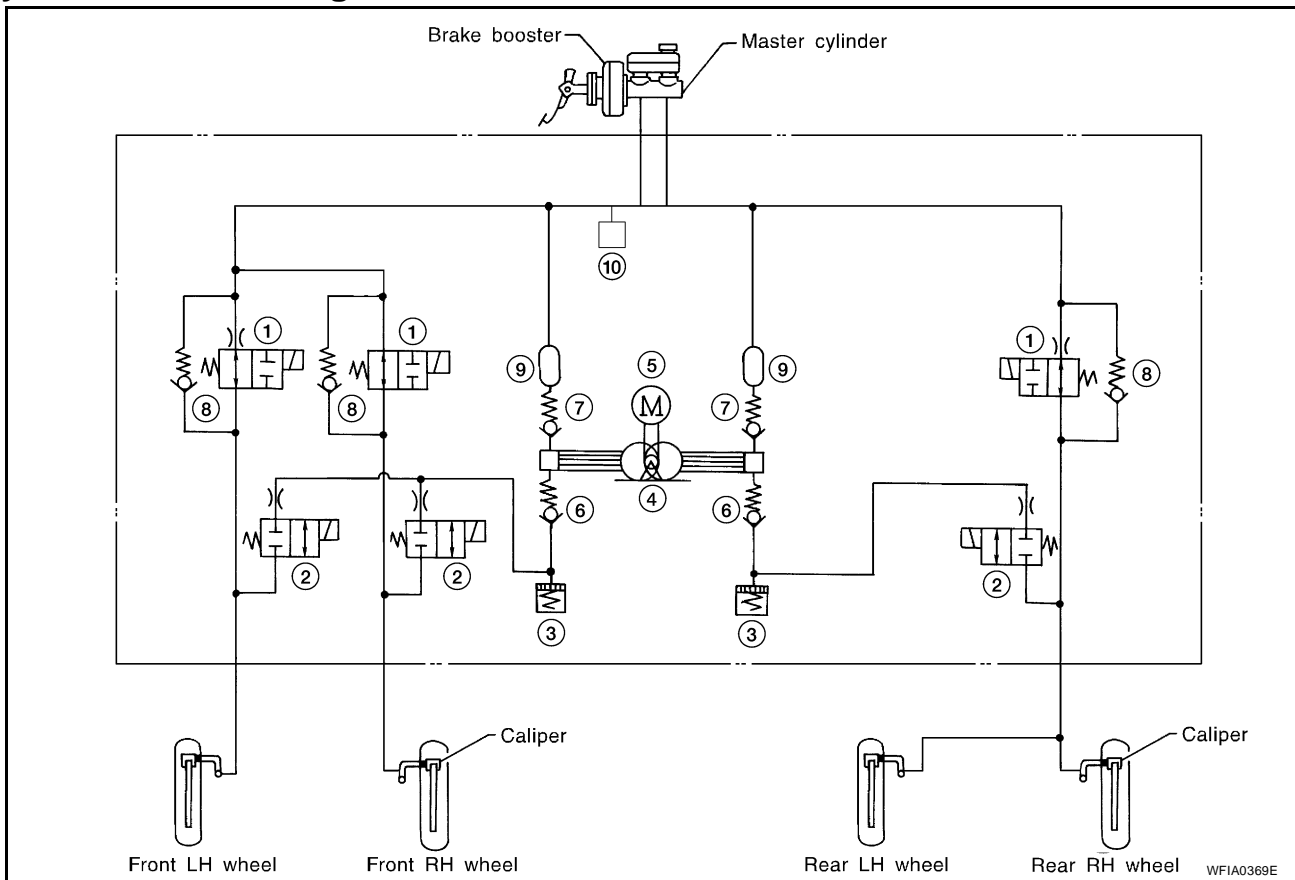 Brake booster
Master cylinder
10
1
1
1
5
9
9
8
8
8
7
7
M
6
4
6
2
2
2
3
3
Caliper
Caliper
Front LH wheel
Front RH wheel
Rear LH wheel
Rear RH wheel
WFIA0369E